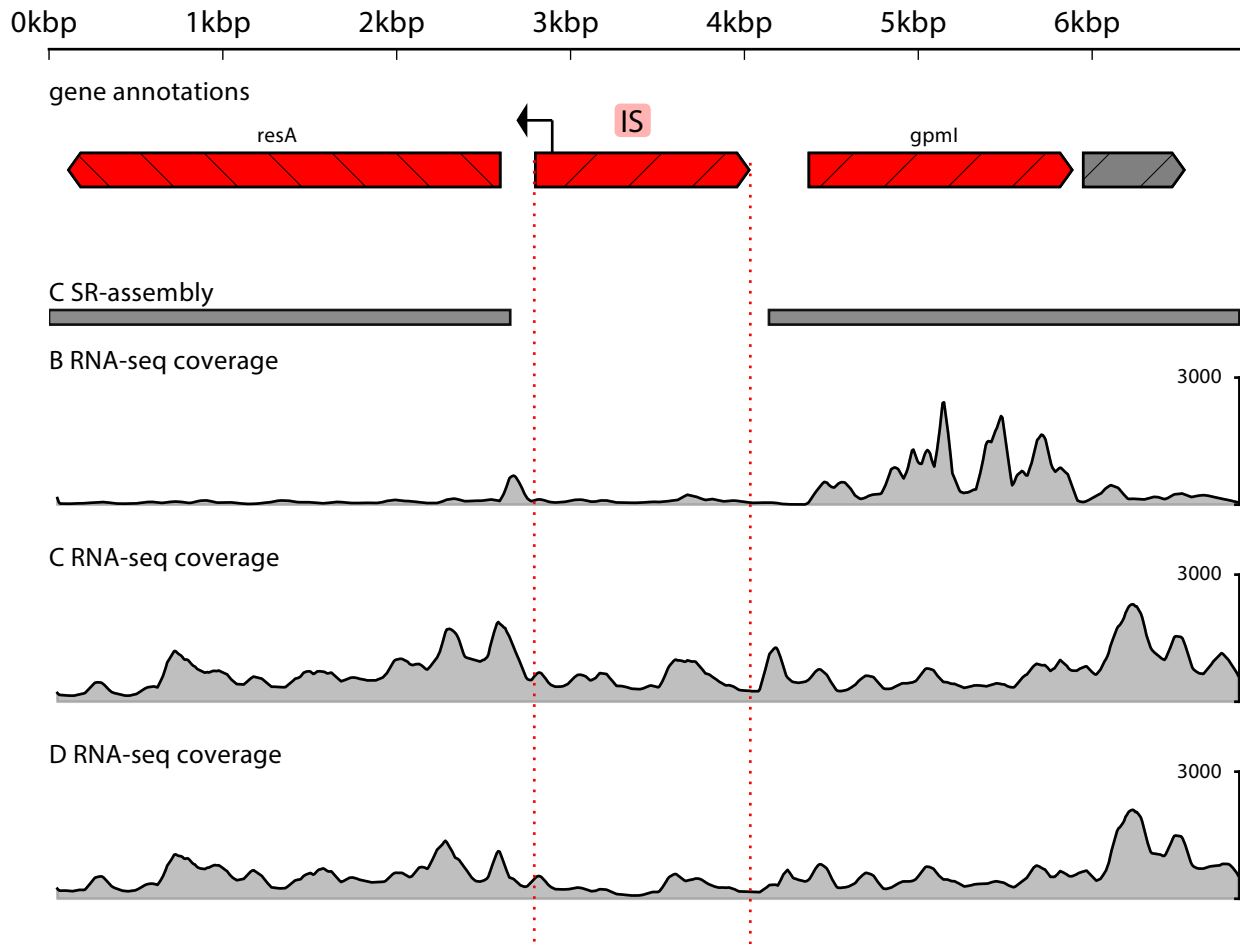 0kbp 1kbp 2kbp 3kbp 4kbp 5kbp 6kbp
gene annotations
IS
resA gpmI
C SR-assembly
B RNA-seq coverage
3000
C RNA-seq coverage
3000
D RNA-seq coverage
3000